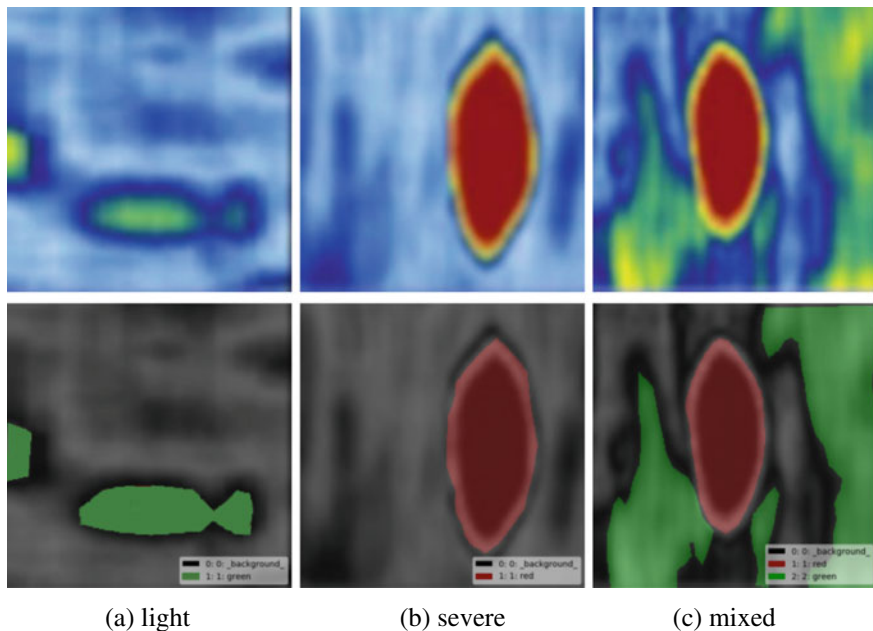 0: 0: _background_
1: 1: green
0: 0: _background_
1: 1: red
0: 0: _background_
1: 1: red
2: 2: green
(a) light
(b) severe
(c) mixed